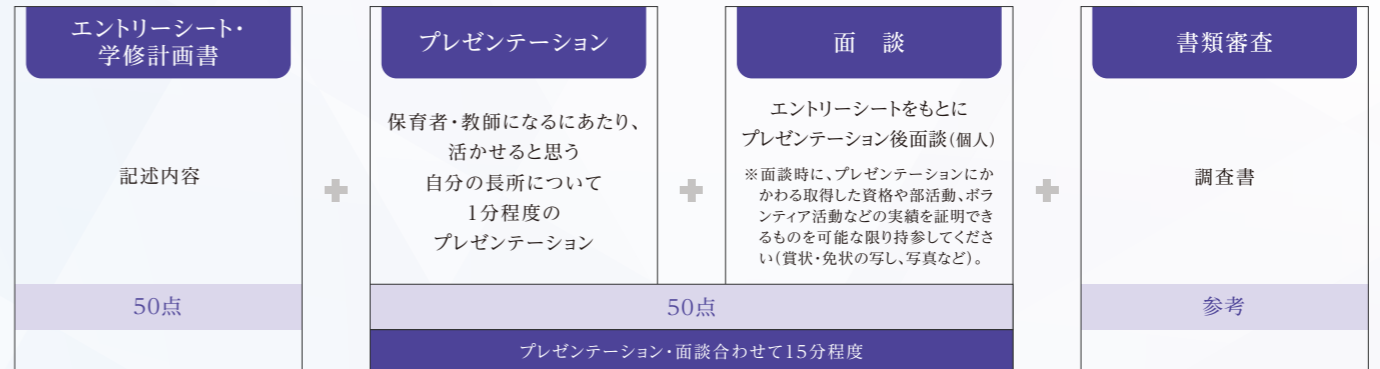 エントリーシート・
学修計画書
記述内容
50点
プレゼンテーション
保育者・教師になるにあたり、
活かせると思う
自分の長所について
1分程度の
プレゼンテーション
面　談
エントリーシートをもとに
プレゼンテーション後面談(個人)
※面談時に、プレゼンテーションにか
かわる取得した資格や部活動、ボラ
ンティア活動などの実績を証明でき
るものを可能な限り持参してくださ
い(賞状・免状の写し、写真など)。
50点
プレゼンテーション・面談合わせて15分程度
書類審査
調査書
参考